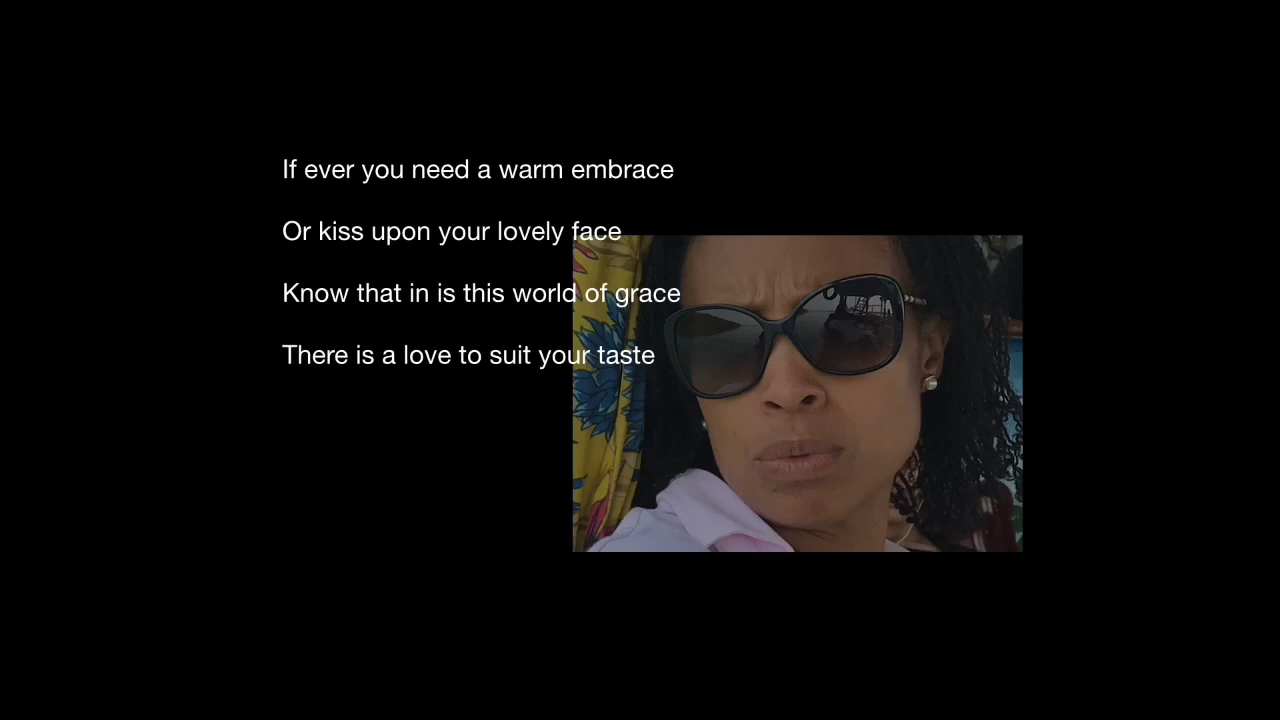 If ever you need a warm embrace
Or kiss upon your lovely face
Know that in is this world of grace
There is a love to suit your taste